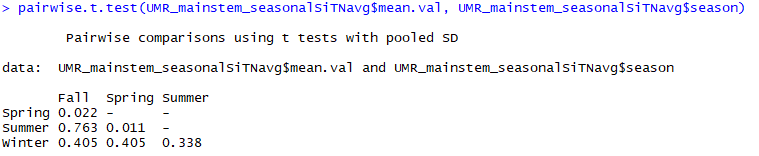 > pairwise.t.test(UMR_mainstem_seasonalSiTNavg$mean.val, UMR_mainstem_seasonalSiTNavg$season)
Pairwise comparisons using t tests with pooled SD
data:  UMR_mainstem_seasonalSiTNavg$mean.val and UMR_mainstem_seasonalSiTNavg$season
Fall  Spring Summer
Spring 0.022 -      -
Summer 0.763 0.011  -
Winter 0.405 0.405  0.338